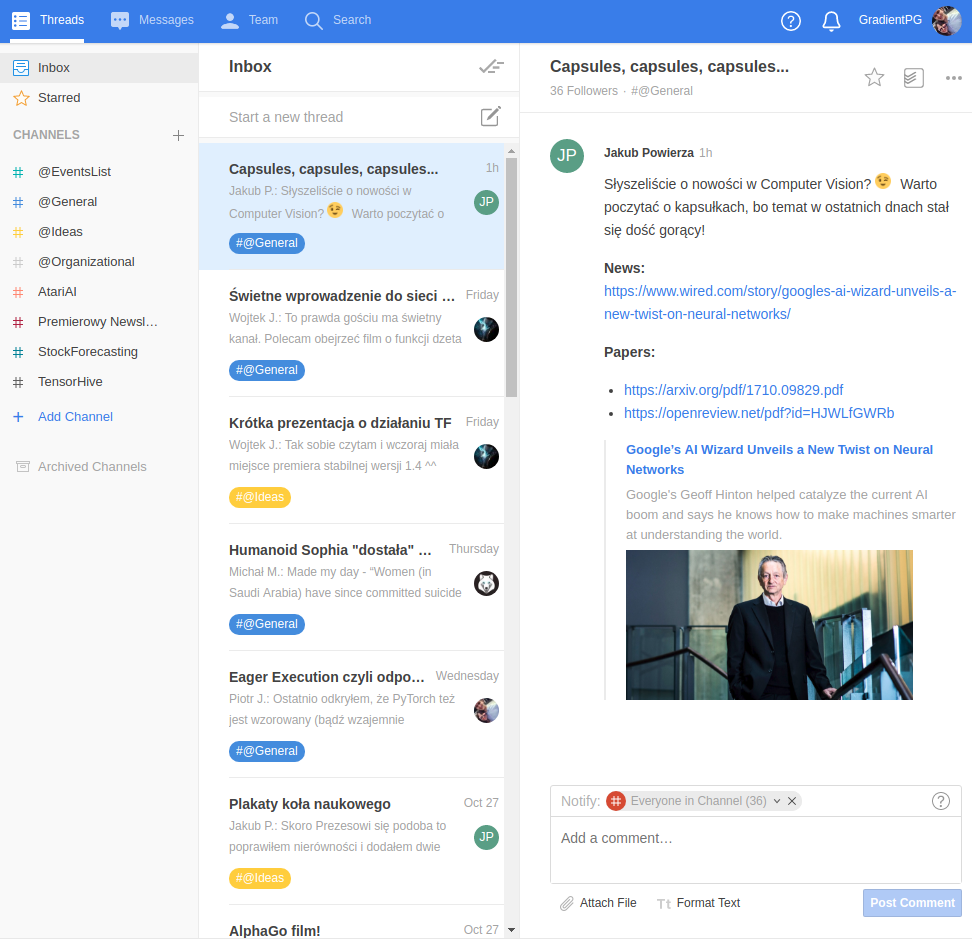 Threads
Messages
Team
Search
GradientPG
Inbox
Starred
CHANNELS
@EventsList
@General
@Ideas
@Organizational
AtariAI
Premierowy Newsl…
StockForecasting
TensorHive
Add Channel
Archived Channels
Inbox
Start a new thread
Capsules, capsules, capsules... 1h
Jakub P.: Słyszeliście o nowości w
Computer Vision? 😉 Warto poczytać o
JP
#@General
Świetne wprowadzenie do sieci … Friday
Wojtek J.: To prawda gościu ma świetny
kanał. Polecam obejrzeć film o funkcji dzeta
#@General
Krótka prezentacja o działaniu TF Friday
Wojtek J.: Tak sobie czytam i wczoraj miała
miejsce premiera stabilnej wersji 1.4 ^^
#@Ideas
Humanoid Sophia "dostała" … Thursday
Michał M.: Made my day - “Women (in
Saudi Arabia) have since committed suicide
#@General
Eager Execution czyli odpo… Wednesday
Piotr J.: Ostatnio odkryłem, że PyTorch też
jest wzorowany (bądź wzajemnie
#@General
Plakaty koła naukowego Oct 27
Jakub P.: Skoro Prezesowi się podoba to
poprawiłem nierówności i dodałem dwie
JP
#@Ideas
AlphaGo film! Oct 27
Capsules, capsules, capsules...
36 Followers · #@General
JP
Jakub Powierza 1h
Słyszeliście o nowości w Computer Vision? 😉 Warto
poczytać o kapsułkach, bo temat w ostatnich dnach stał
się dość gorący!
News:
https://www.wired.com/story/googles-ai-wizard-unveils-a-
new-twist-on-neural-networks/
Papers:
• https://arxiv.org/pdf/1710.09829.pdf
• https://openreview.net/pdf?id=HJWLfGWRb
Google's AI Wizard Unveils a New Twist on Neural
Networks
Google's Geoff Hinton helped catalyze the current AI
boom and says he knows how to make machines smarter
at understanding the world.
Notify: # Everyone in Channel (36)
Add a comment…
Attach File
Tt Format Text
Post Comment